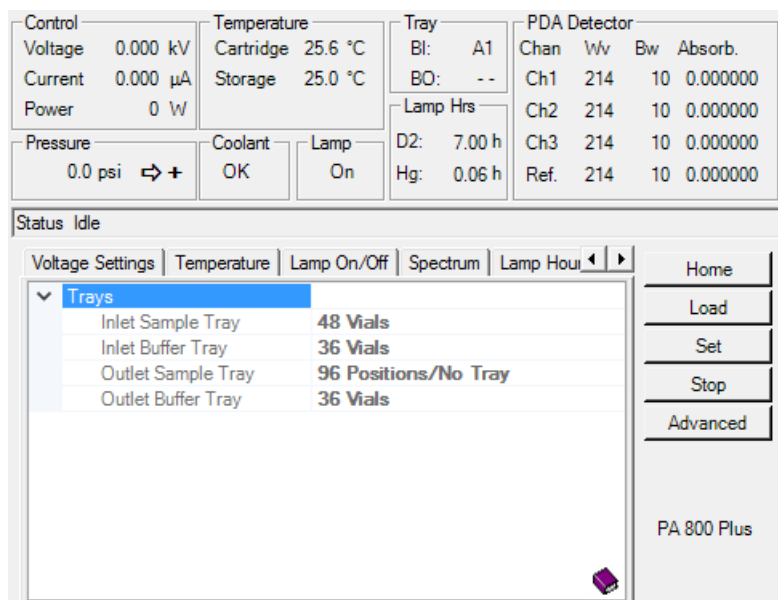 Control
Voltage 0.000 kV
Current 0.000 µA
Power 0 W
Temperature
Cartridge 25.6 °C
Storage 25.0 °C
Tray
BI: A1
BO: - -
PDA Detector
Chan Wv Bw Absorb.
Ch1 214 10 0.000000
Ch2 214 10 0.000000
Ch3 214 10 0.000000
Ref. 214 10 0.000000
Pressure
0.0 psi
Coolant
OK
Lamp
On
Lamp Hrs
D2: 7.00 h
Hg: 0.06 h
Status Idle
Voltage Settings Temperature Lamp On/Off Spectrum Lamp Hou
Trays
Inlet Sample Tray 48 Vials
Inlet Buffer Tray 36 Vials
Outlet Sample Tray 96 Positions/No Tray
Outlet Buffer Tray 36 Vials
Home
Load
Set
Stop
Advanced
PA 800 Plus